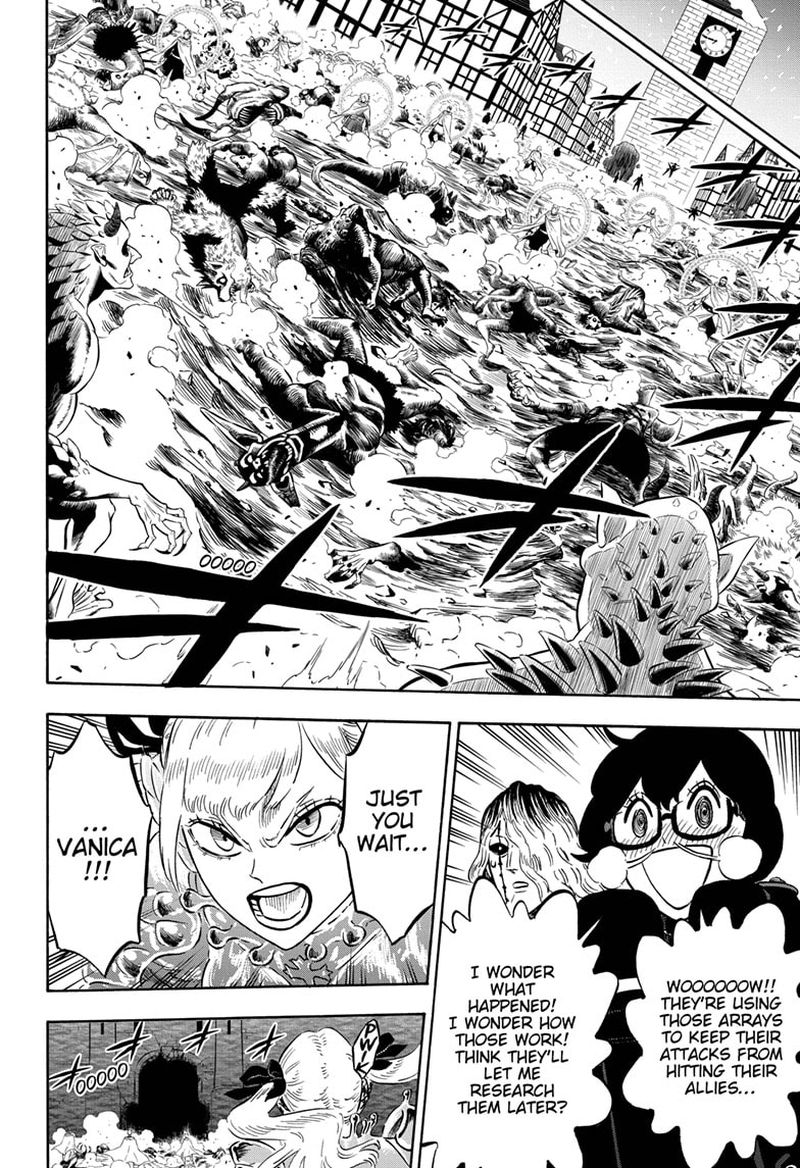 OOOOO
WOOOOOOW!!
THEY'RE USING
THOSE ARRAYS
TO KEEP THEIR
ATTACKS FROM
HITTING THEIR
ALLIES...
I WONDER
WHAT
HAPPENED!
I WONDER HOW
THOSE WORK!
THINK THEY'LL
LET ME
RESEARCH
THEM LATER?
JUST
YOU
WAIT...
...
VANICA
!!!
OOOOO